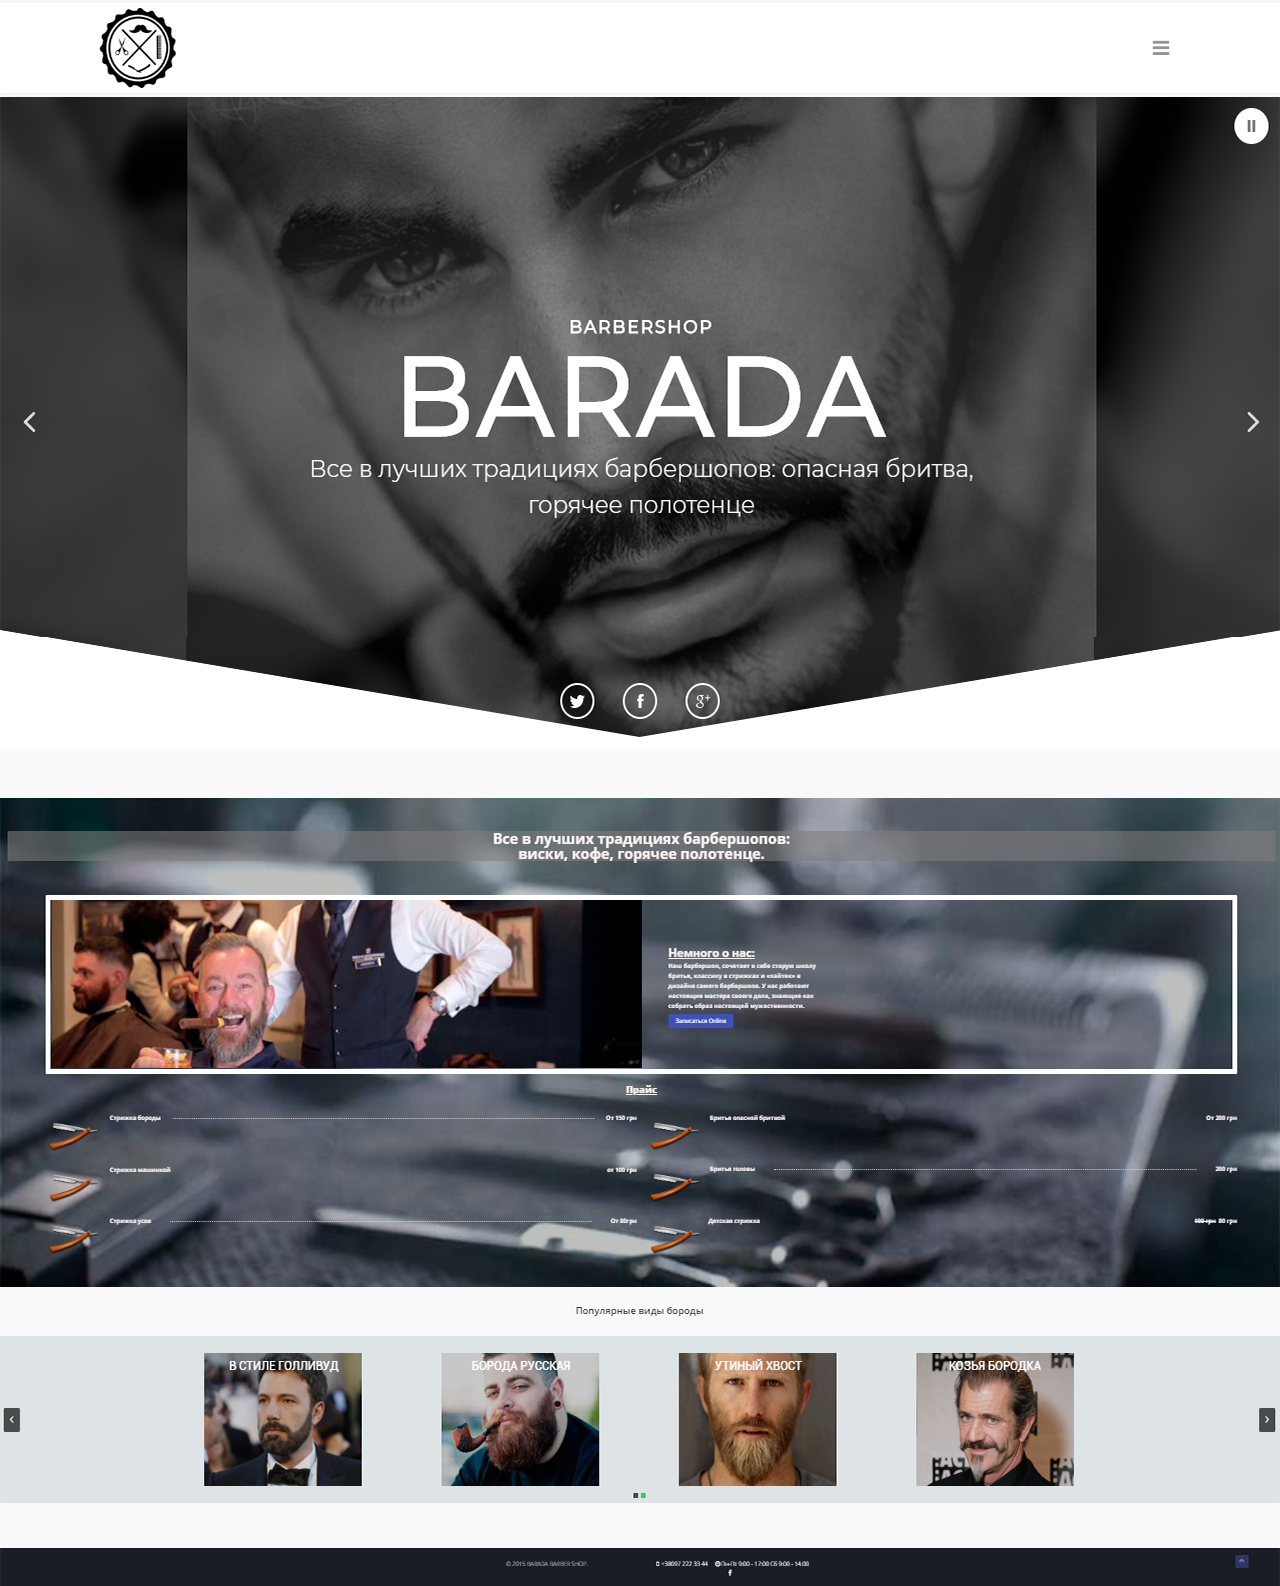 BARBERSHOP
BARADA
Все в лучших традициях барбершопов: опасная бритва,
горячее полотенце
Все в лучших традициях барбершопов:
виски, кофе, горячее полотенце.
Немного о нас:
Наш барбершоп, сочетает в себе старую школу
бритья, классику в стрижках и «хайтек» в
дизайне самого барбершопа. У нас работают
настоящие мастера своего дела, знающие как
собрать образ настоящей мужественности.
Записаться Online
Прайс
Стрижка бороды От 150 грн
Бритье опасной бритвой От 200 грн
Стрижка машинкой от 100 грн
Бритье головы 200 грн
Стрижка усов От 80грн
Детская стрижка 100 грн 80 грн
Популярные виды бороды
В СТИЛЕ ГОЛЛИВУД
БОРОДА РУССКАЯ
УТИНЫЙ ХВОСТ
КОЗЬЯ БОРОДКА
© 2015 BARADA BARBER SHOP.
+38097 222 33 44 Пн-Пт 9:00 - 17:00 Сб 9:00 - 14:00